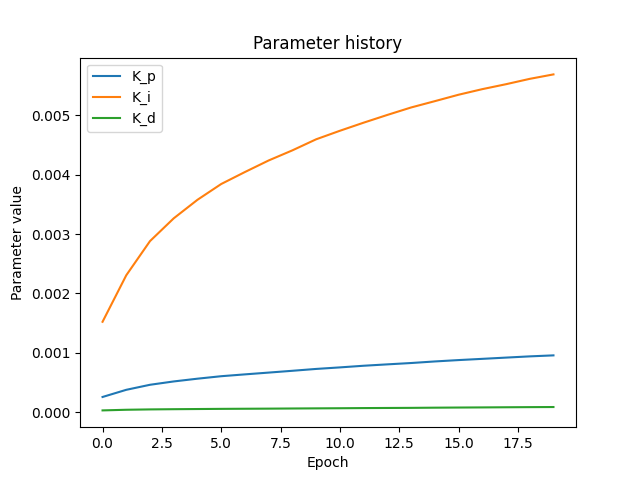 Parameter history
K_p
K_i
K_d
Parameter value
0.005
0.004
0.003
0.002
0.001
0.000
0.0 2.5 5.0 7.5 10.0 12.5 15.0 17.5
Epoch